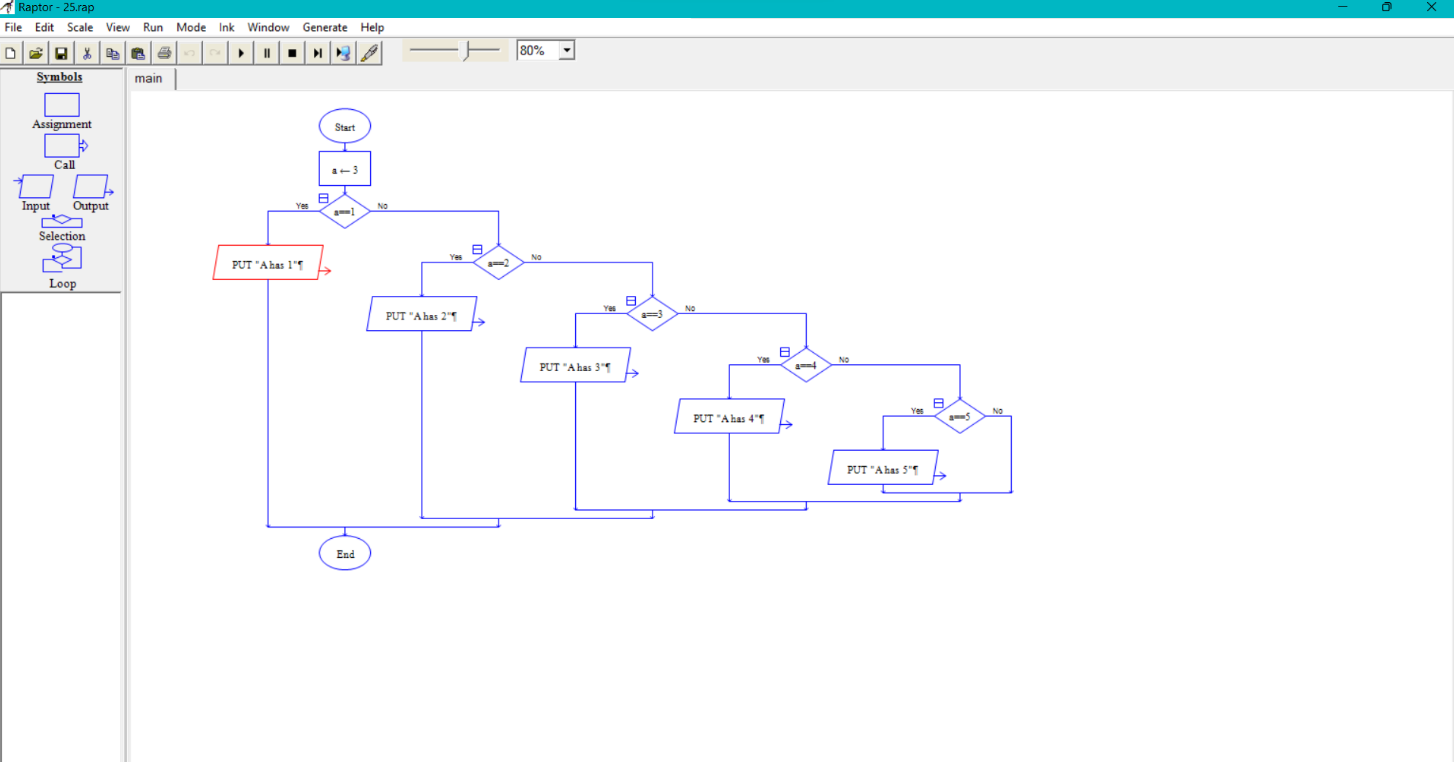 Raptor - 25.rap
File Edit Scale View Run Mode Ink Window Generate Help
80%
Symbols
main
Assignment
Call
Input Output
Selection
Loop
Start
a ← 3
Yes a==1 No
PUT "A has 1"¶
Yes a==2 No
PUT "A has 2"¶
Yes a==3 No
PUT "A has 3"¶
Yes a==4 No
PUT "A has 4"¶
Yes a==5 No
PUT "A has 5"¶
End